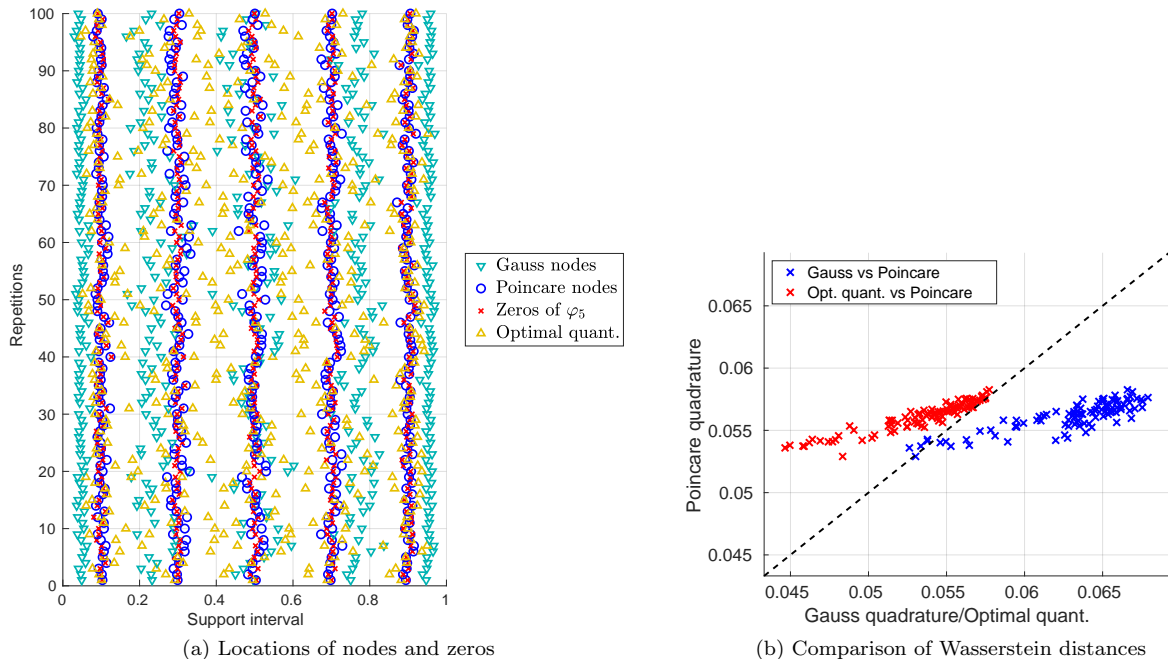 100
90
80
70
60
50
40
30
20
10
0
Repetitions
0
0.2
0.4
0.6
0.8
1
Support interval
Gauss nodes
Poincare nodes
Zeros of φ₅
Optimal quant.
(a) Locations of nodes and zeros
Gauss vs Poincare
Opt. quant. vs Poincare
0.065
0.06
0.055
0.05
0.045
Poincare quadrature
0.045
0.05
0.055
0.06
0.065
Gauss quadrature/Optimal quant.
(b) Comparison of Wasserstein distances